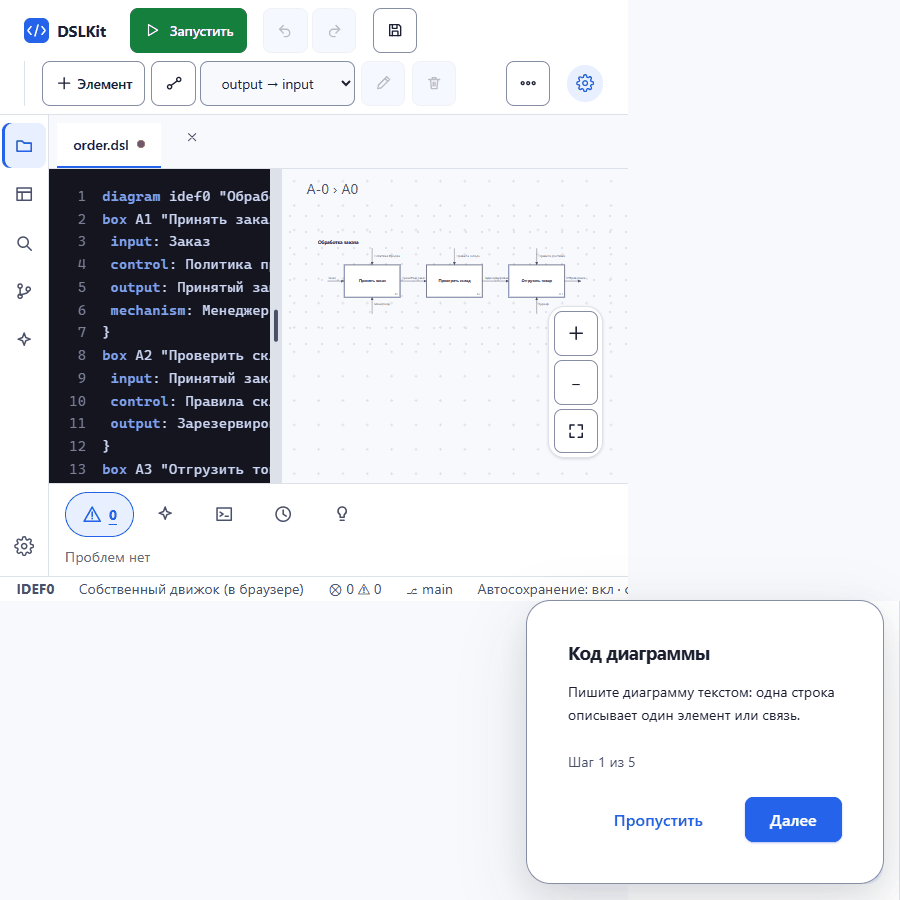 DSLKit
Запустить
Элемент
output → input
order.dsl
1 diagram idef0 "Обраб
2 box A1 "Принять зака
3 input: Заказ
4 control: Политика п
5 output: Принятый за
6 mechanism: Менеджер
7 }
8 box A2 "Проверить ск
9 input: Принятый зак
10 control: Правила ск
11 output: Зарезервиро
12 }
13 box A3 "Отгрузить то
A-0 › A0
Обработка заказа
Принять заказ
Проверить склад
Отгрузить товар
0
Проблем нет
IDEF0
Собственный движок (в браузере)
0
0
main
Автосохранение: вкл ·
Код диаграммы
Пишите диаграмму текстом: одна строка
описывает один элемент или связь.
Шаг 1 из 5
Пропустить
Далее